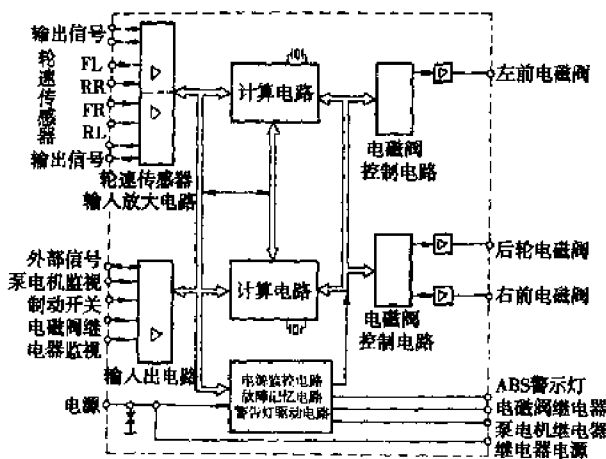 输出信号
轮速传感器
FL
RR
FR
RL
输出信号
轮速传感器
输人放大电路
计算电路
电磁阀
控制电路
左前电磁阀
外部信号
泵电机监视
制动开关
电磁阀继
电器监视
输人出电路
计算电路
电磁阀
控制电路
后轮电磁阀
右前电磁阀
电源
电源监控电路
故障记忆电路
警告灯驱动电路
ABS警示灯
电磁阀继电器
泵电机继电器
继电器电源